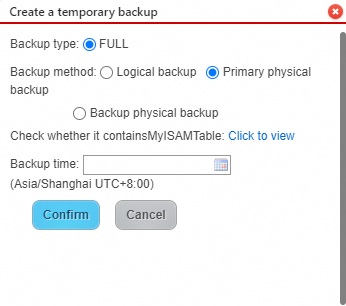 Create a temporary backup
Backup type: FULL
Backup method: Logical backup Primary physical
backup
Backup physical backup
Check whether it containsMyISAMTable: Click to view
Backup time:
(Asia/Shanghai UTC+8:00)
Confirm Cancel